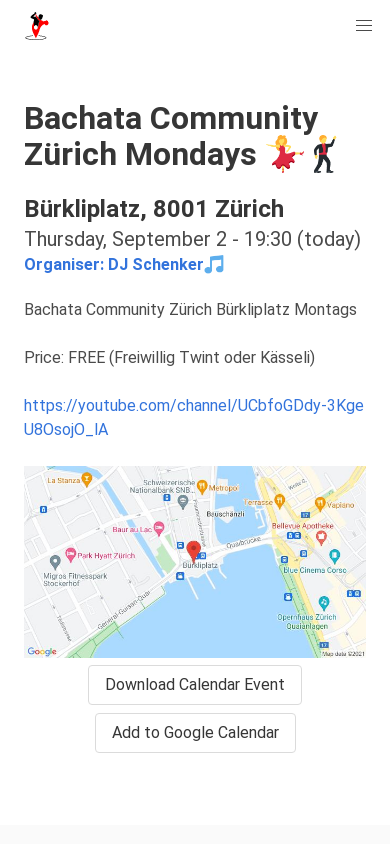 Bachata Community
Zürich Mondays 💃🕺
Bürkliplatz, 8001 Zürich
Thursday, September 2 - 19:30 (today)
Organiser: DJ Schenker🎵
Bachata Community Zürich Bürkliplatz Montags
Price: FREE (Freiwillig Twint oder Kässeli)
https://youtube.com/channel/UCbfoGDdy-3Kge
U8OsojO_lA
La Stanza
Schweizerische
Nationalbank SNB...
Metropol
Terrasse
Vapiano
Bauschänzli
Baur au Lac
Bellevue Apotheke
Quaibrücke
Park Hyatt Zürich
Bürkliplatz
Blue Cinema Corso
Migros Fitnesspark
Stockerhof
General-Guisan-Quai
Opernhaus Zürich
Quaianlagen
Google
Map data ©2021
Download Calendar Event
Add to Google Calendar